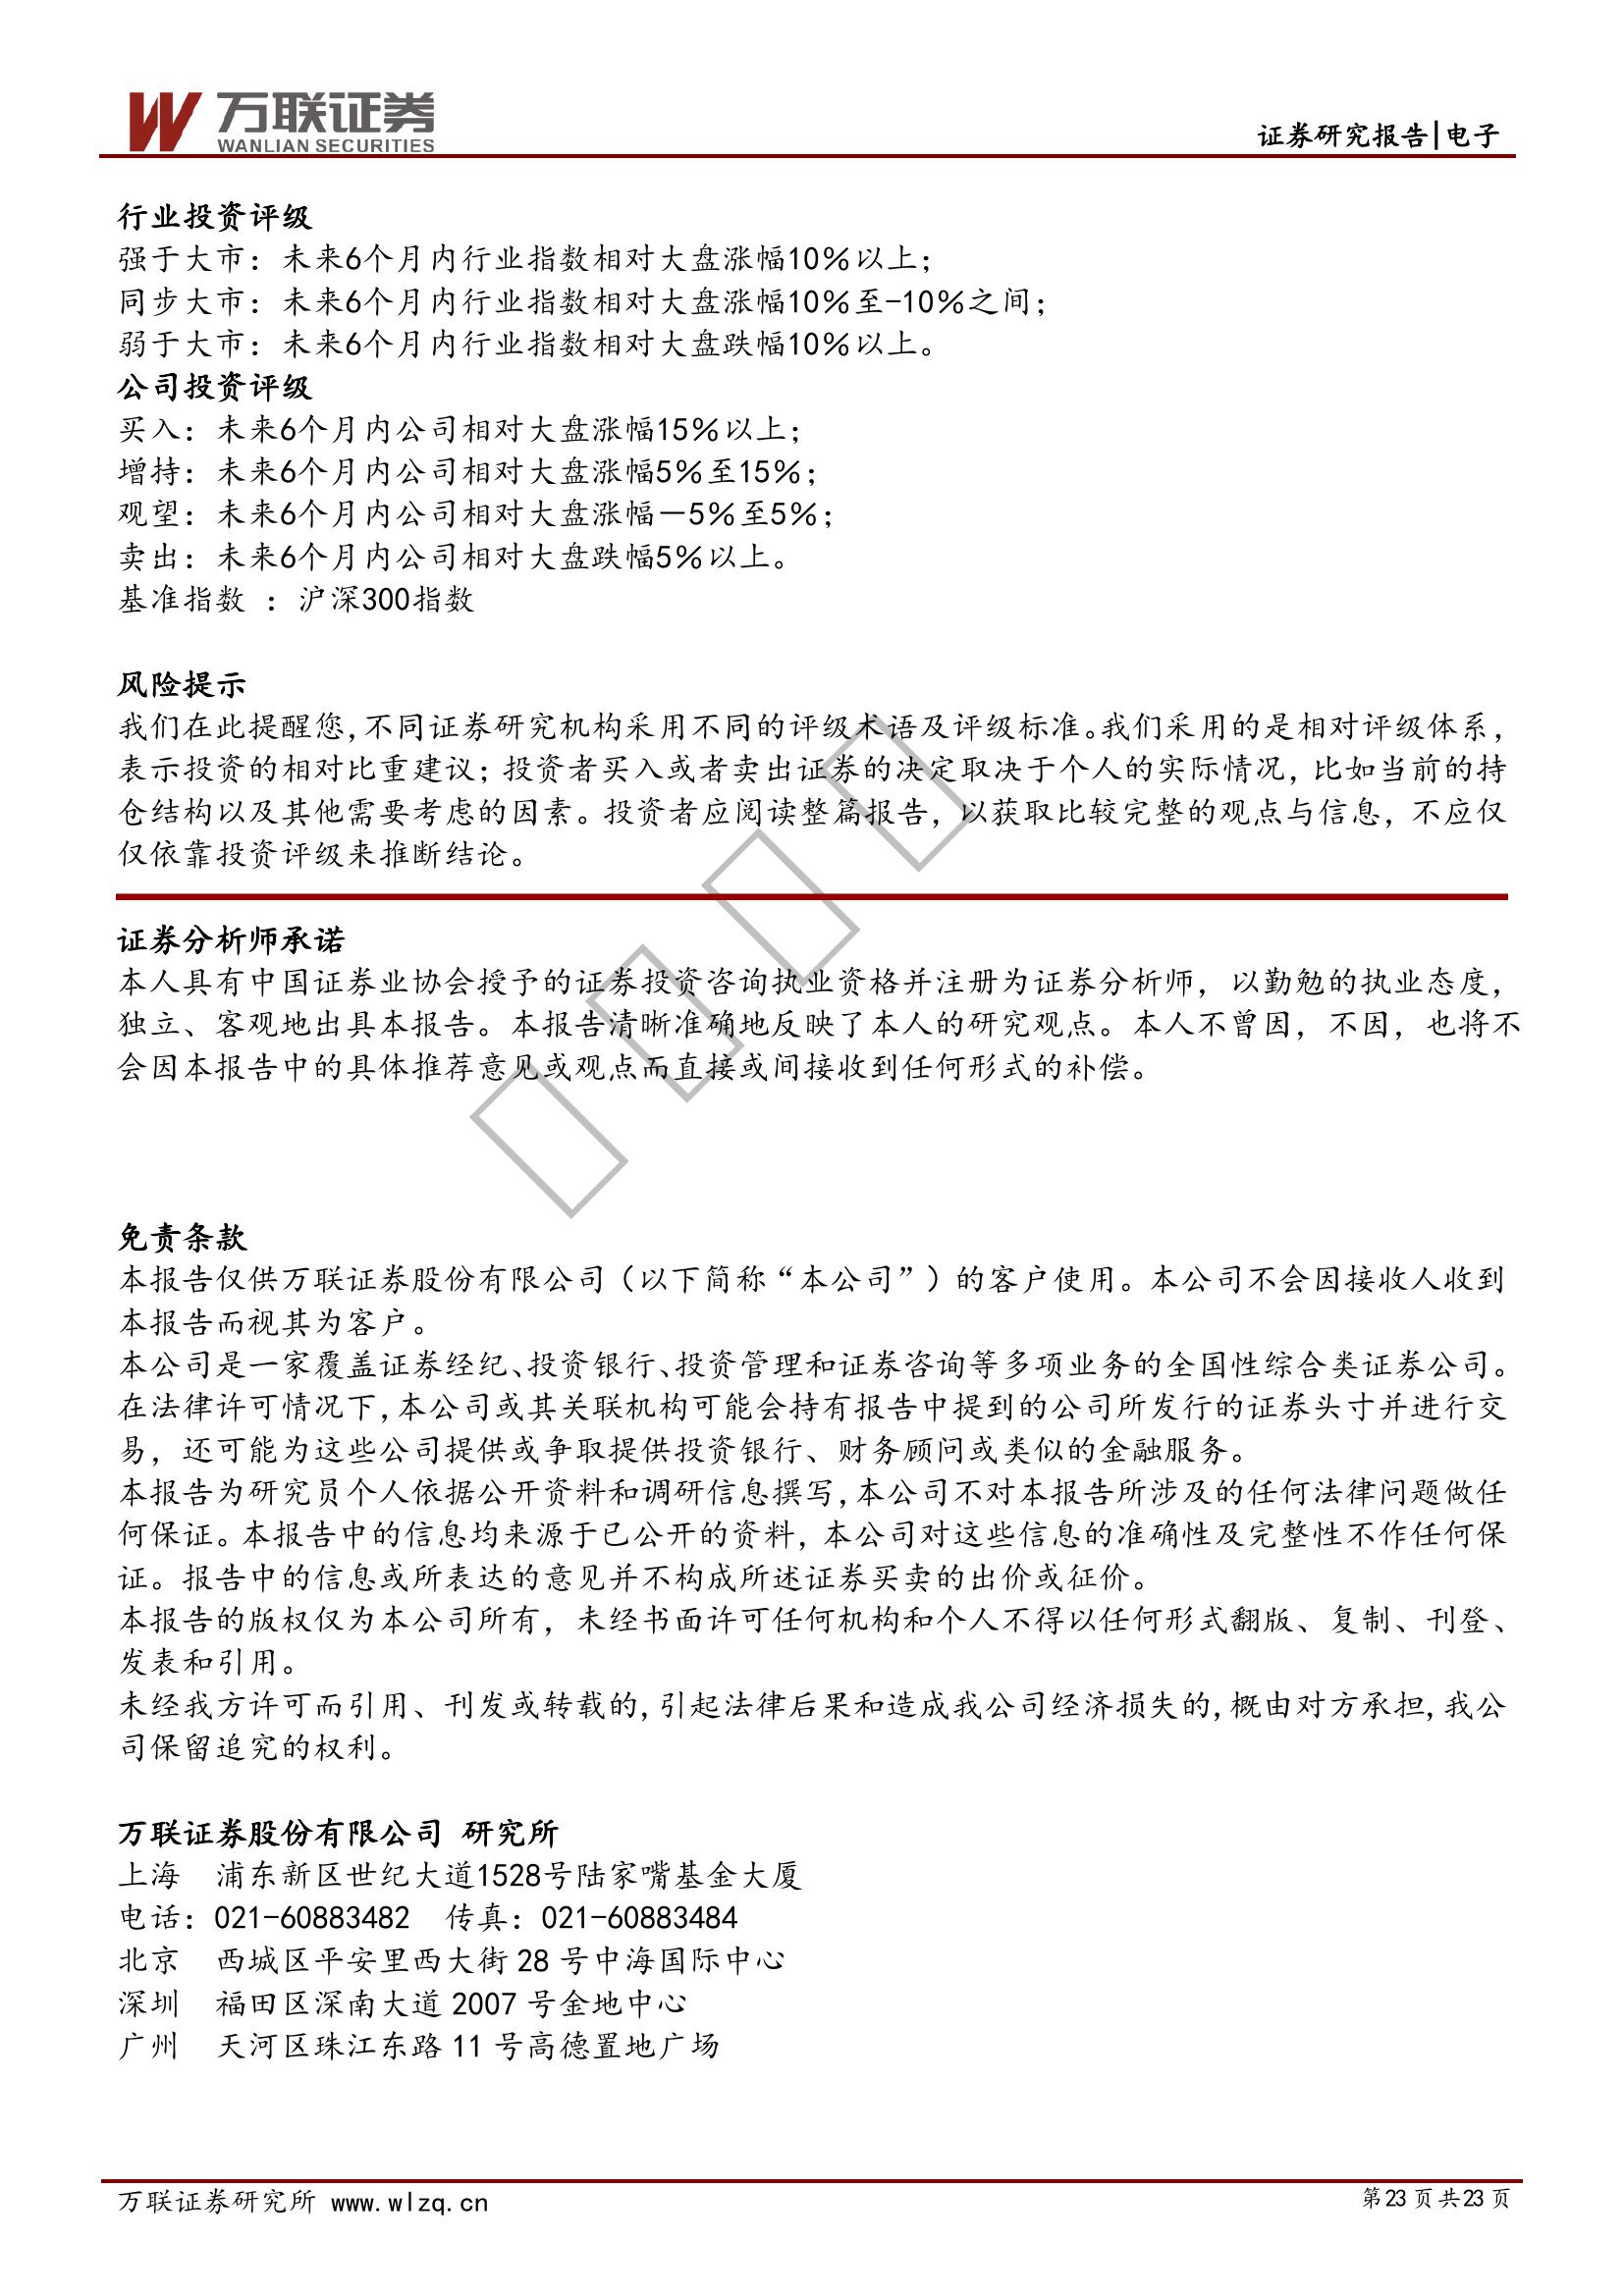 万联证券
WANLIAN SECURITIES
证券研究报告|电子
行业投资评级
强于大市：未来6个月内行业指数相对大盘涨幅10％以上；
同步大市：未来6个月内行业指数相对大盘涨幅10％至-10％之间；
弱于大市：未来6个月内行业指数相对大盘跌幅10％以上。
公司投资评级
买入：未来6个月内公司相对大盘涨幅15％以上；
增持：未来6个月内公司相对大盘涨幅5％至15％；
观望：未来6个月内公司相对大盘涨幅－5％至5％；
卖出：未来6个月内公司相对大盘跌幅5％以上。
基准指数 ：沪深300指数
风险提示
我们在此提醒您，不同证券研究机构采用不同的评级术语及评级标准。我们采用的是相对评级体系，
表示投资的相对比重建议；投资者买入或者卖出证券的决定取决于个人的实际情况，比如当前的持
仓结构以及其他需要考虑的因素。投资者应阅读整篇报告，以获取比较完整的观点与信息，不应仅
仅依靠投资评级来推断结论。
证券分析师承诺
本人具有中国证券业协会授予的证券投资咨询执业资格并注册为证券分析师，以勤勉的执业态度，
独立、客观地出具本报告。本报告清晰准确地反映了本人的研究观点。本人不曾因，不因，也将不
会因本报告中的具体推荐意见或观点而直接或间接收到任何形式的补偿。
免责条款
本报告仅供万联证券股份有限公司（以下简称“本公司”）的客户使用。本公司不会因接收人收到
本报告而视其为客户。
本公司是一家覆盖证券经纪、投资银行、投资管理和证券咨询等多项业务的全国性综合类证券公司。
在法律许可情况下，本公司或其关联机构可能会持有报告中提到的公司所发行的证券头寸并进行交
易，还可能为这些公司提供或争取提供投资银行、财务顾问或类似的金融服务。
本报告为研究员个人依据公开资料和调研信息撰写，本公司不对本报告所涉及的任何法律问题做任
何保证。本报告中的信息均来源于已公开的资料，本公司对这些信息的准确性及完整性不作任何保
证。报告中的信息或所表达的意见并不构成所述证券买卖的出价或征价。
本报告的版权仅为本公司所有，未经书面许可任何机构和个人不得以任何形式翻版、复制、刊登、
发表和引用。
未经我方许可而引用、刊发或转载的，引起法律后果和造成我公司经济损失的，概由对方承担，我公
司保留追究的权利。
万联证券股份有限公司 研究所
上海 浦东新区世纪大道1528号陆家嘴基金大厦
电话：021-60883482 传真：021-60883484
北京 西城区平安里西大街 28 号中海国际中心
深圳 福田区深南大道 2007 号金地中心
广州 天河区珠江东路 11 号高德置地广场
万联证券研究所 www.wlzq.cn
第23 页 共23 页